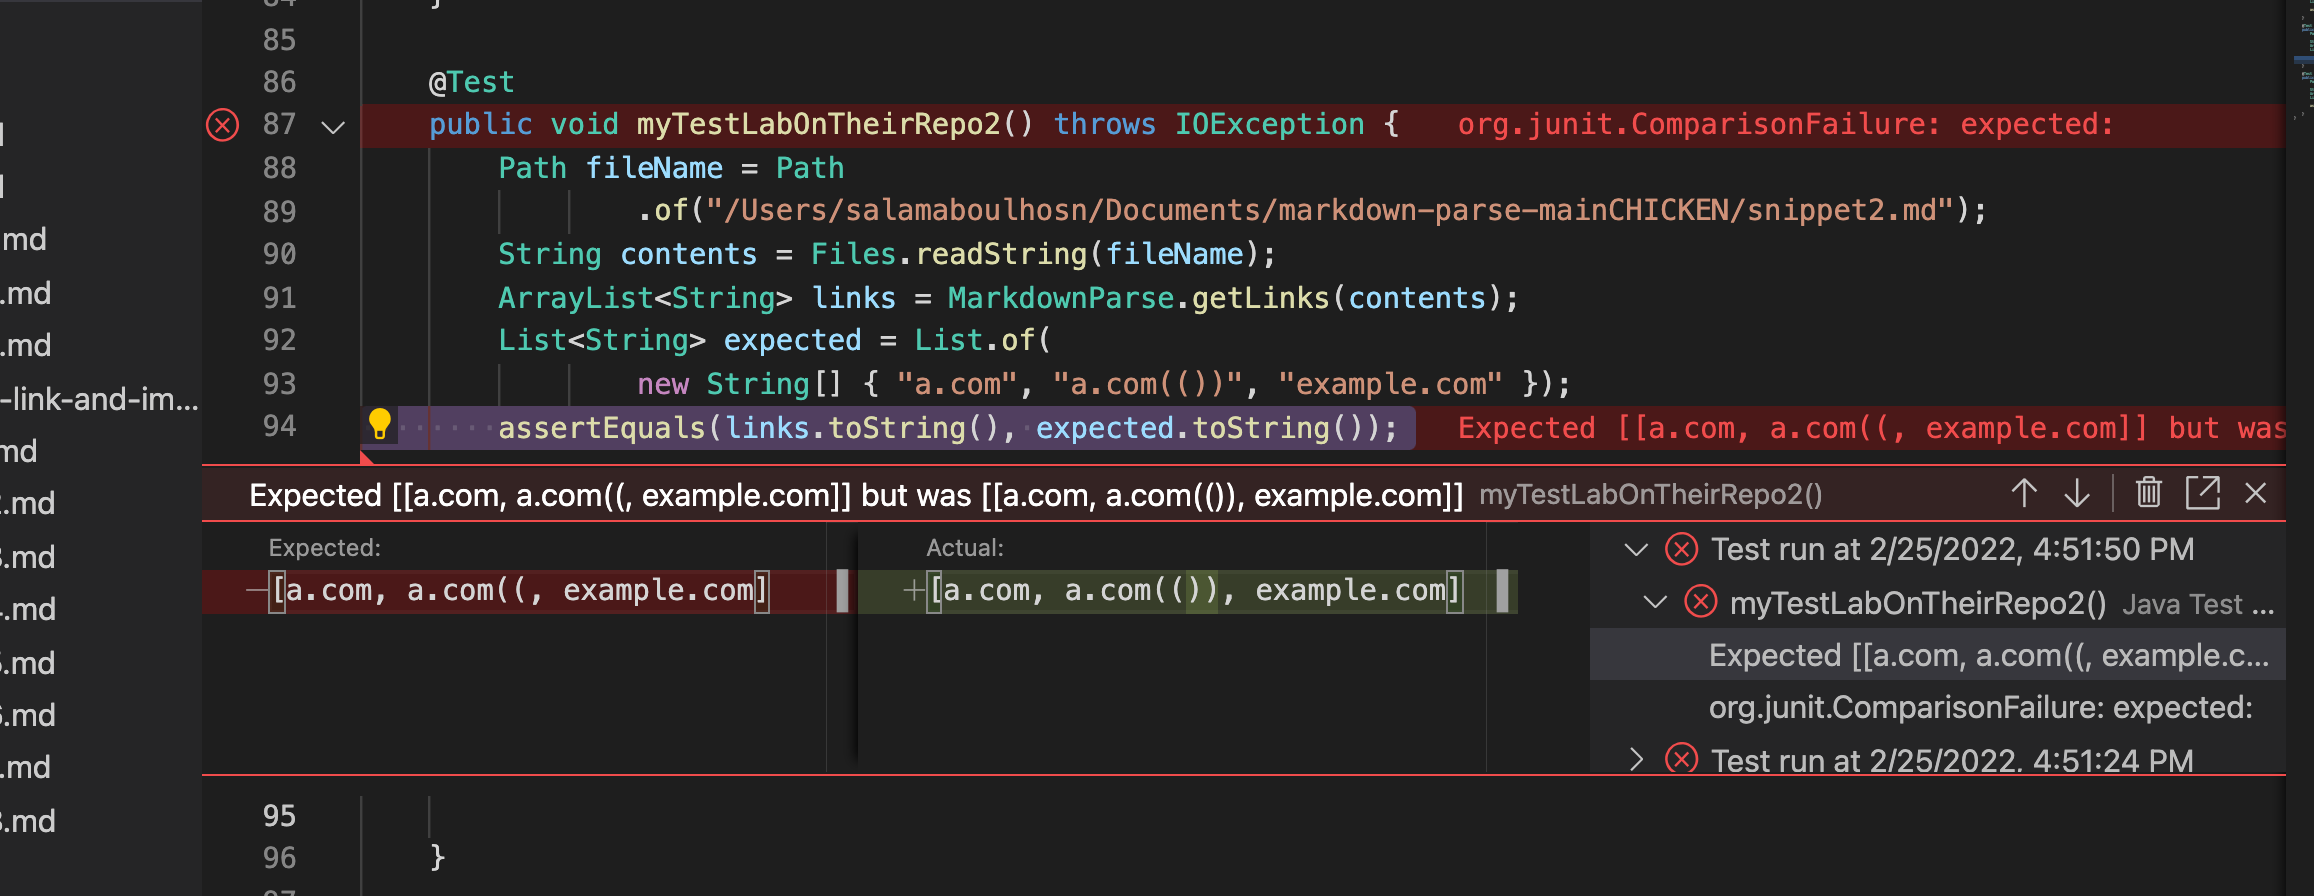 }
85
86 @Test
87 public void myTestLabOnTheirRepo2() throws IOException { org.junit.ComparisonFailure: expected:
88 Path fileName = Path
89 .of("/Users/salamaboulhosn/Documents/markdown-parse-mainCHICKEN/snippet2.md");
90 String contents = Files.readString(fileName);
91 ArrayList<String> links = MarkdownParse.getLinks(contents);
92 List<String> expected = List.of(
93 new String[] { "a.com", "a.com(())", "example.com" });
94 assertEquals(links.toString(), expected.toString()); Expected [[a.com, a.com((, example.com]] but was
Expected [[a.com, a.com((, example.com]] but was [[a.com, a.com(()), example.com]] myTestLabOnTheirRepo2()
Expected:
[a.com, a.com((, example.com]
Actual:
[a.com, a.com(()), example.com]
Test run at 2/25/2022, 4:51:50 PM
myTestLabOnTheirRepo2() Java Test ...
Expected [[a.com, a.com((, example.c...
org.junit.ComparisonFailure: expected:
Test run at 2/25/2022, 4:51:24 PM
95
96 }
md
.md
.md
-link-and-im...
md
.md
.md
.md
.md
.md
.md
.md